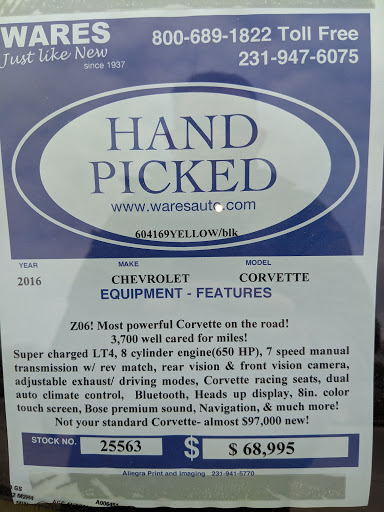 WARES 800-689-1822 Toll Free
Just like New 231-947-6075
since 1937
HAND
PICKED
www.waresauto.com
604169YELLOW/blk
YEAR MAKE MODEL
2016 CHEVROLET CORVETTE
EQUIPMENT - FEATURES
Z06! Most powerful Corvette on the road!
3,700 well cared for miles!
Super charged LT4, 8 cylinder engine(650 HP), 7 speed manual
transmission w/ rev match, rear vision & front vision camera,
adjustable exhaust/ driving modes, Corvette racing seats, dual
auto climate control, Bluetooth, Heads up display, 8in. color
touch screen, Bose premium sound, Navigation, & much more!
Not your standard Corvette- almost $97,000 new!
STOCK NO. 25563 $ $ 68,995
Allegra Print and Imaging 231-941-5770